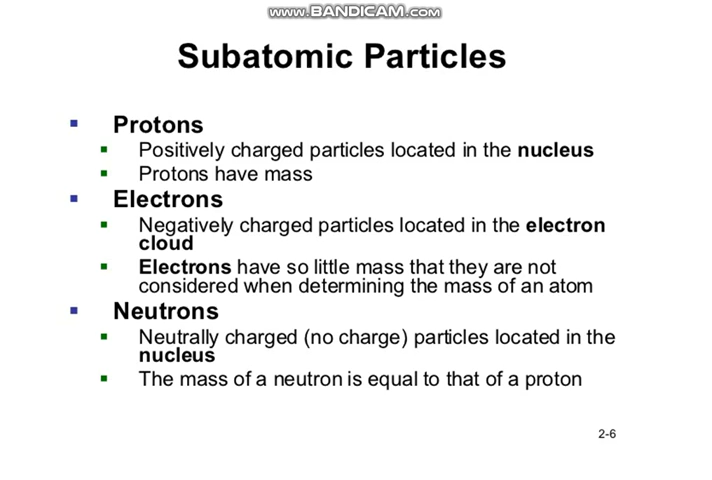 www.BANDICAM.com
Subatomic Particles
Protons
Positively charged particles located in the nucleus
Protons have mass
Electrons
Negatively charged particles located in the electron
cloud
Electrons have so little mass that they are not
considered when determining the mass of an atom
Neutrons
Neutrally charged (no charge) particles located in the
nucleus
The mass of a neutron is equal to that of a proton
2-6